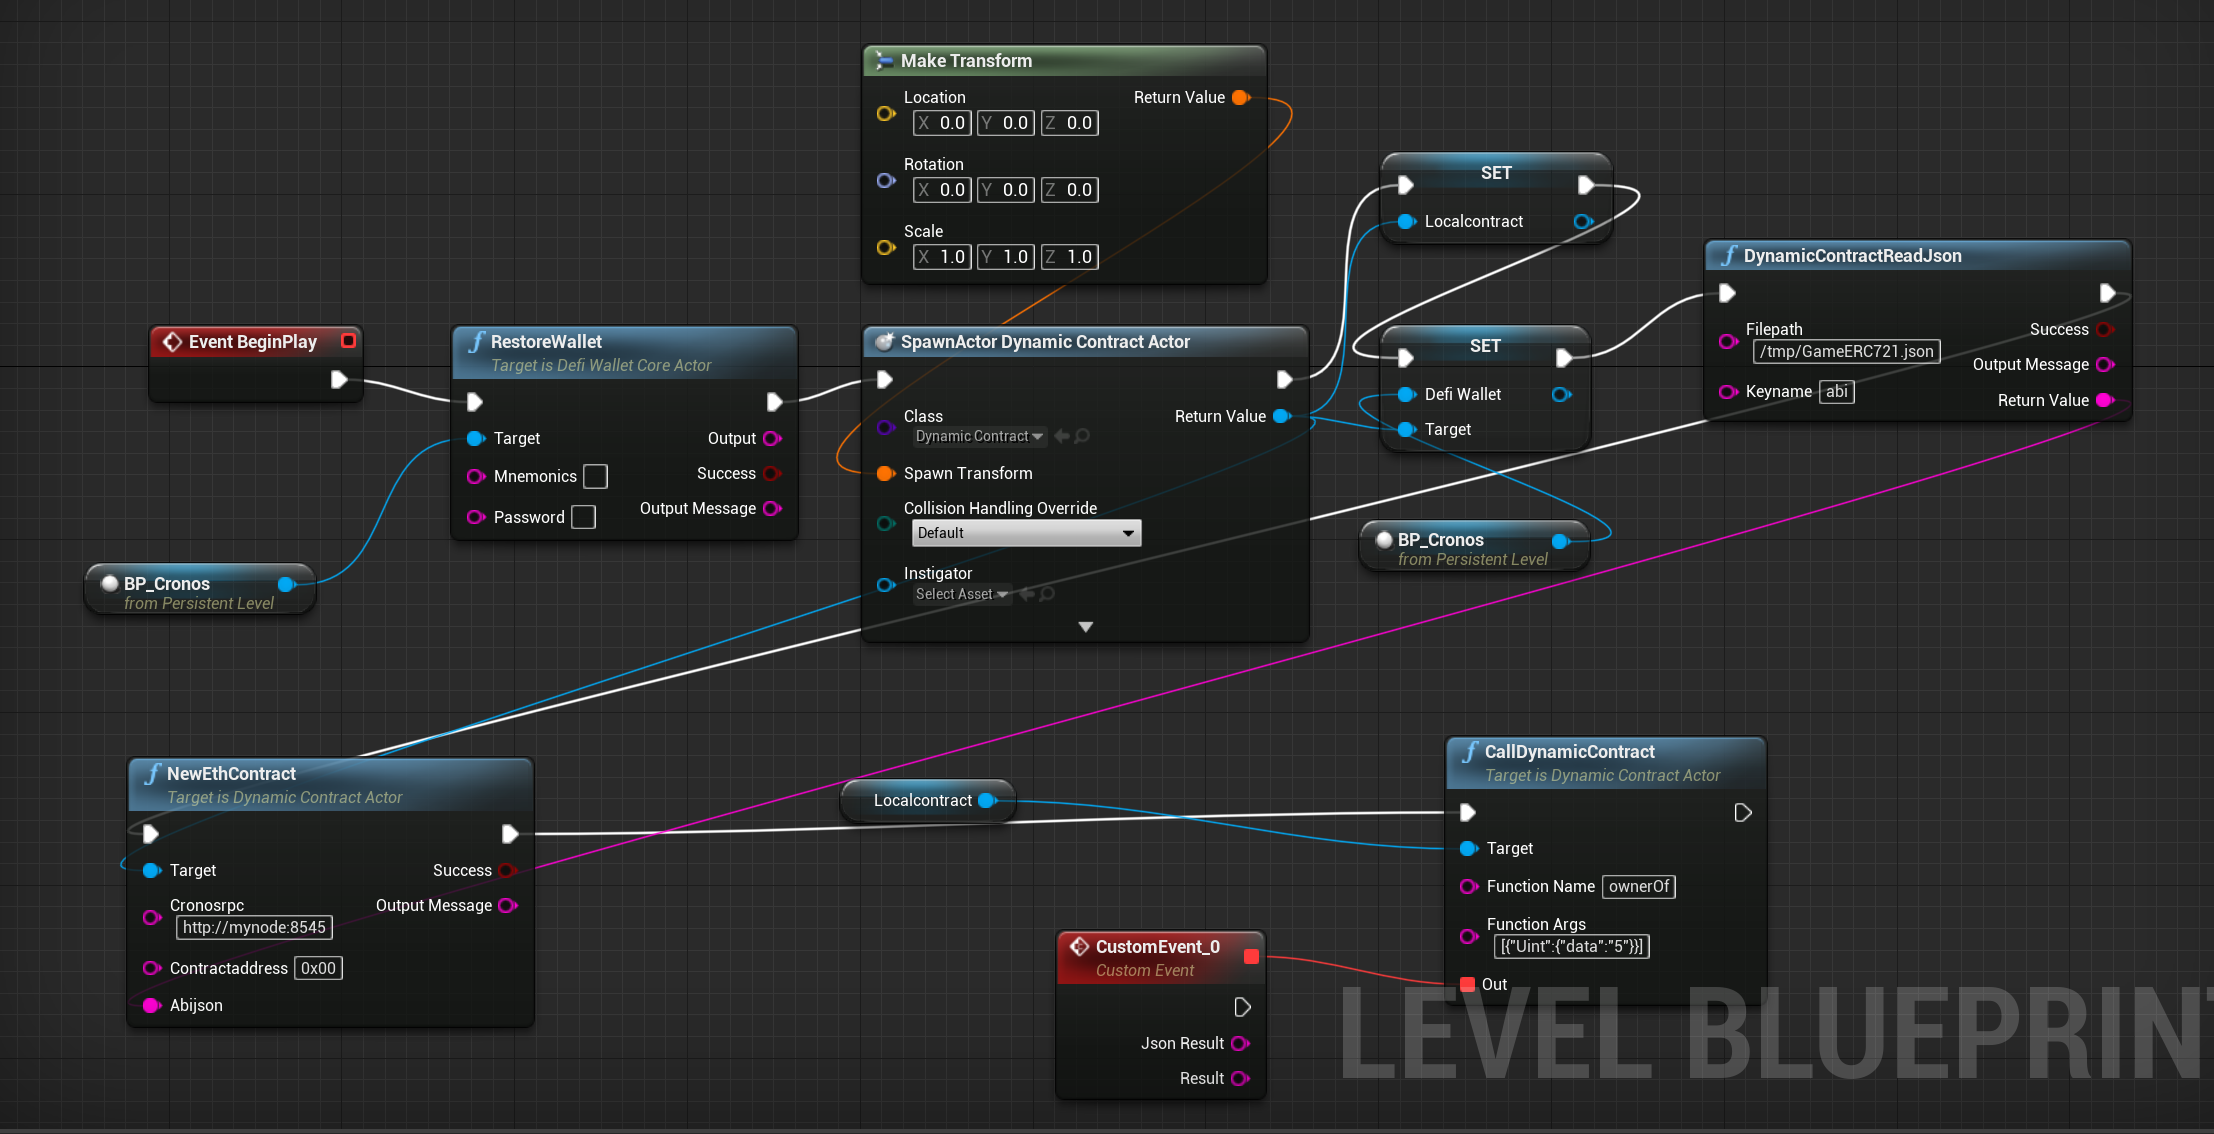 Make Transform
Location
X 0.0 Y 0.0 Z 0.0
Return Value
Rotation
X 0.0 Y 0.0 Z 0.0
Scale
X 1.0 Y 1.0 Z 1.0
SET
Localcontract
DynamicContractReadJson
Filepath
/tmp/GameERC721.json
Keyname abi
Success
Output Message
Return Value
Event BeginPlay
RestoreWallet
Target is Defi Wallet Core Actor
Target
Mnemonics
Password
Output
Success
Output Message
SpawnActor Dynamic Contract Actor
Class
Dynamic Contract
Return Value
Spawn Transform
Collision Handling Override
Default
Instigator
Select Asset
SET
Defi Wallet
Target
BP_Cronos
from Persistent Level
BP_Cronos
from Persistent Level
NewEthContract
Target is Dynamic Contract Actor
Target
Cronosrpc
http://mynode:8545
Contractaddress 0x00
Abijson
Success
Output Message
Localcontract
CallDynamicContract
Target is Dynamic Contract Actor
Target
Function Name ownerOf
Function Args
[{"Uint":{"data":"5"}}]
Out
CustomEvent_0
Custom Event
Json Result
Result
LEVEL BLUEPRIN